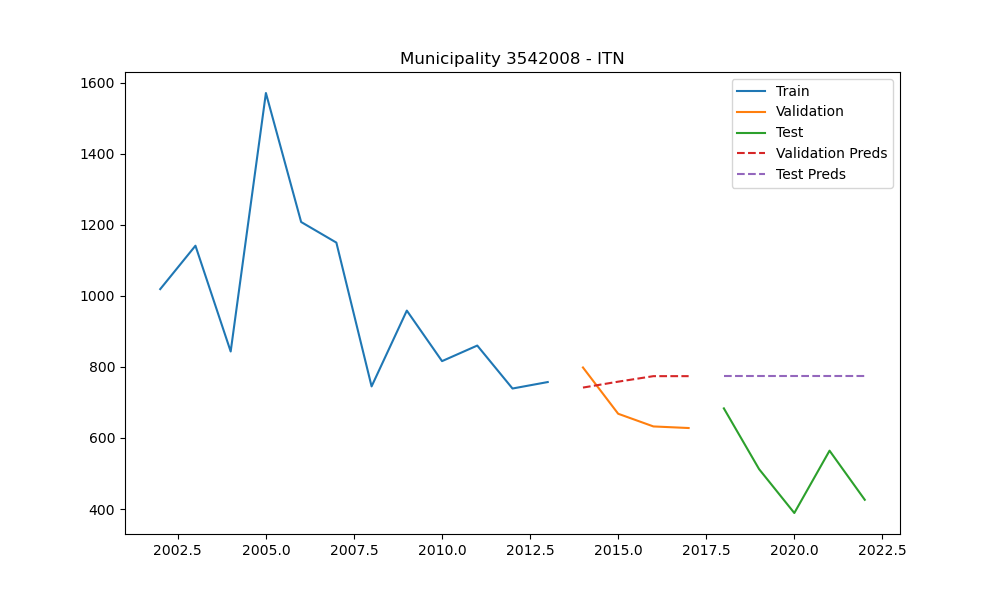 Municipality 3542008 - ITN
1600
1400
1200
1000
800
600
400
Train
Validation
Test
Validation Preds
Test Preds
2002.5 2005.0 2007.5 2010.0 2012.5 2015.0 2017.5 2020.0 2022.5